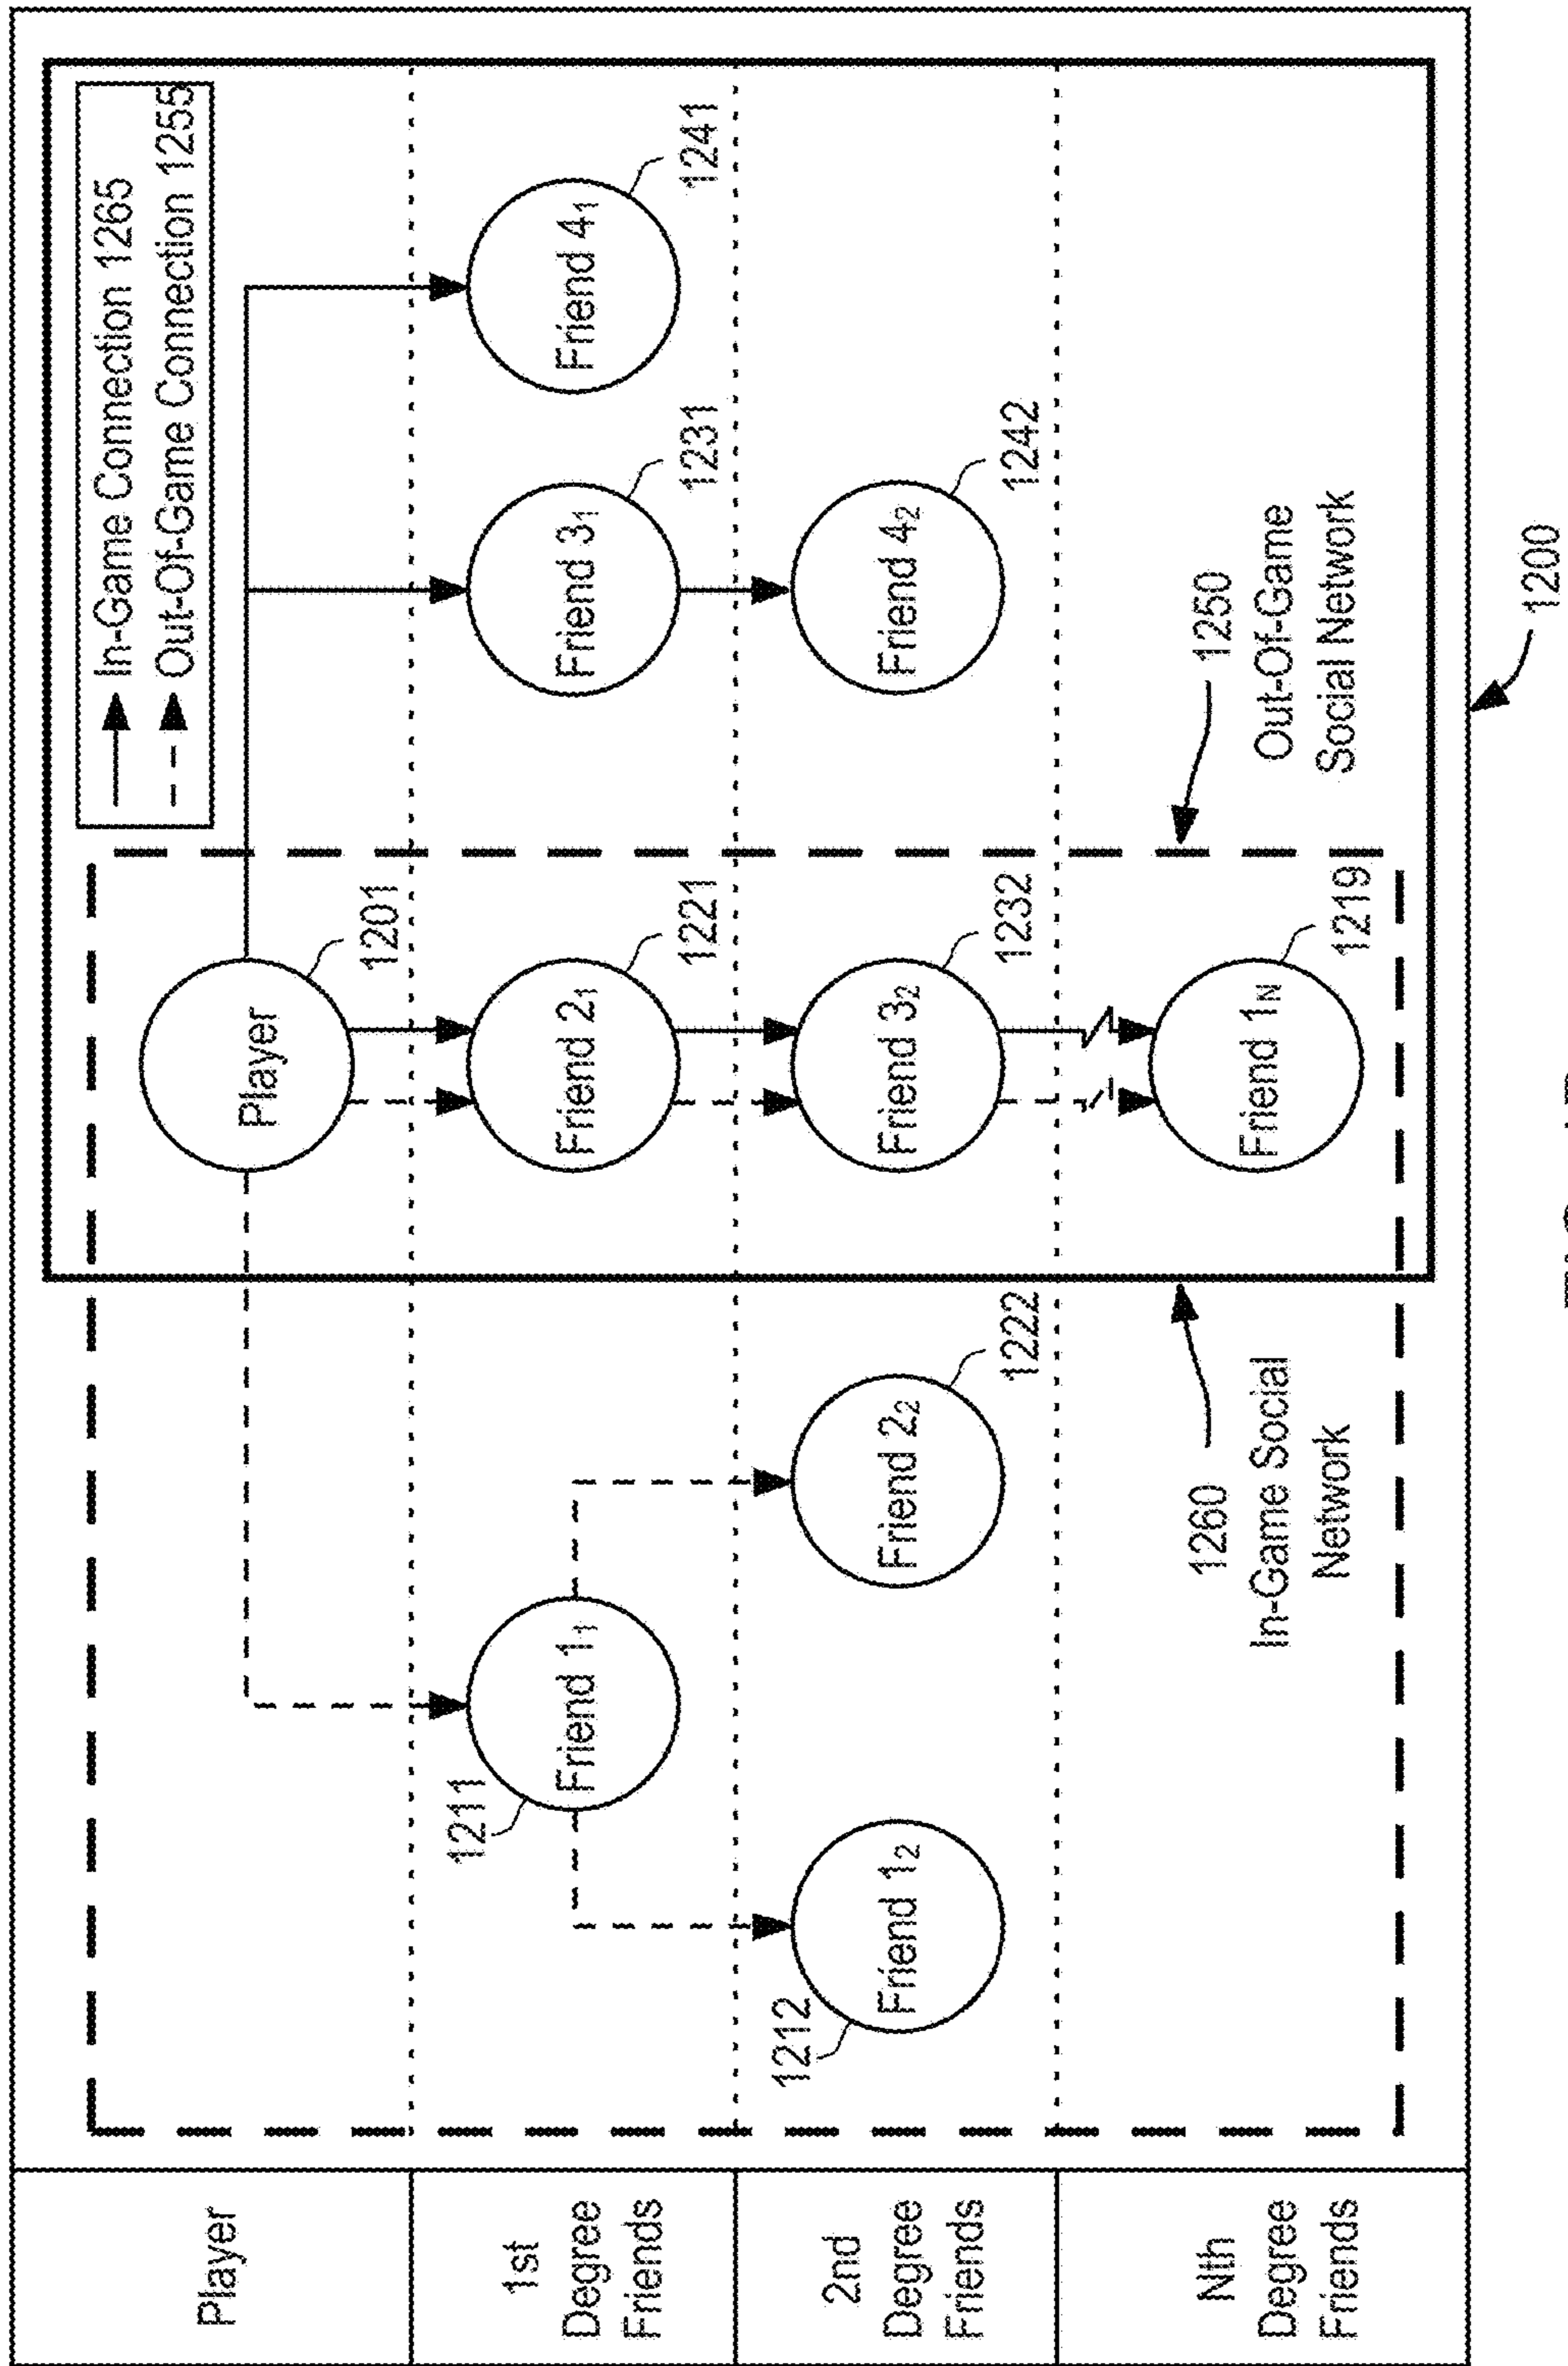 Player
1st
Degree
Friends
2nd
Degree
Friends
Nth
Degree
Friends
In-Game Connection 1265
Out-Of-Game Connection 1255
Player
1201
1211
Friend 1₁
Friend 2₁
1221
Friend 3₁
1231
Friend 4₁
1241
1212
Friend 1₂
Friend 2₂
1222
Friend 3₂
1232
Friend 4₂
1242
1260
In-Game Social
Network
Friend 1N
1219
1250
Out-Of-Game
Social Network
1200